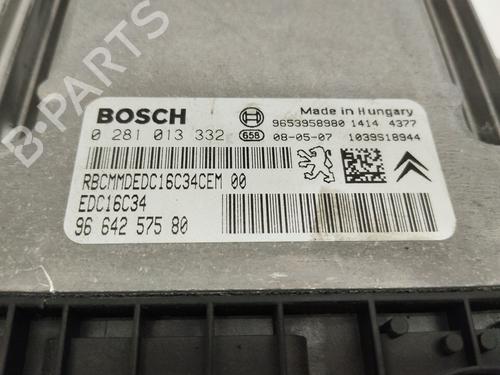 BOSCH
0 281 013 332
Made in Hungary
9653958980 1414 4377
658 08-05-07 1039S18944
RBCMMDEDC16C34CEM 00
EDC16C34
96 642 575 80
B-PARTS